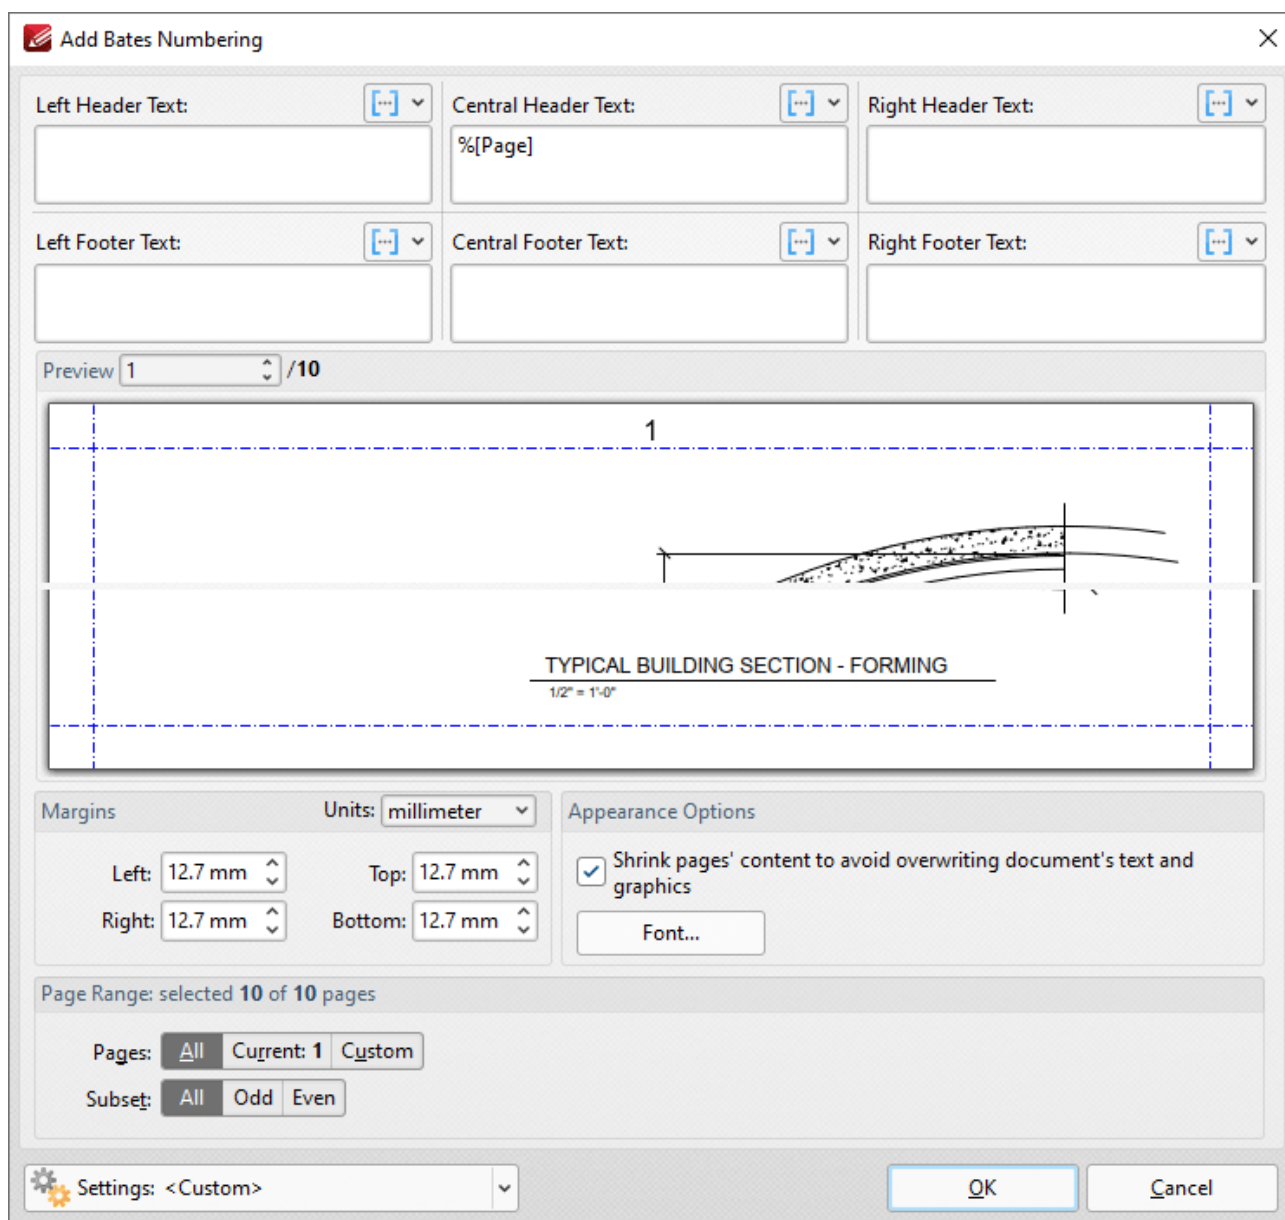 Add Bates Numbering
Left Header Text:
Central Header Text:
Right Header Text:
%[Page]
Left Footer Text:
Central Footer Text:
Right Footer Text:
Preview 1 /10
1
TYPICAL BUILDING SECTION - FORMING
1/2" = 1'-0"
Margins
Units: millimeter
Left: 12.7 mm
Top: 12.7 mm
Right: 12.7 mm
Bottom: 12.7 mm
Appearance Options
Shrink pages' content to avoid overwriting document's text and
graphics
Font...
Page Range: selected 10 of 10 pages
Pages: All Current: 1 Custom
Subset: All Odd Even
Settings: <Custom>
OK
Cancel